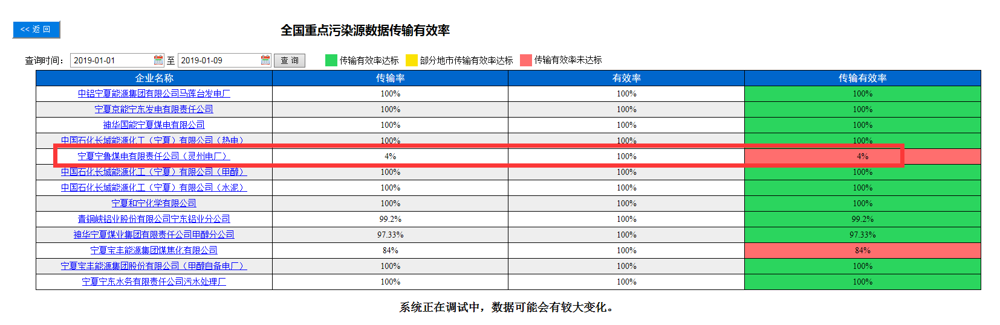 << 返 回
全国重点污染源数据传输有效率
查询时间： 2019-01-01 至 2019-01-09 查 询 传输有效率达标 部分地市传输有效率达标 传输有效率未达标
企业名称 传输率 有效率 传输有效率
中铝宁夏能源集团有限公司马莲台发电厂 100% 100% 100%
宁夏京能宁东发电有限责任公司 100% 100% 100%
神华国能宁夏煤电有限公司 100% 100% 100%
中国石化长城能源化工（宁夏）有限公司（热电） 100% 100% 100%
宁夏宁鲁煤电有限责任公司（灵州电厂） 4% 100% 4%
中国石化长城能源化工（宁夏）有限公司（甲醇） 100% 100% 100%
中国石化长城能源化工（宁夏）有限公司（水泥） 100% 100% 100%
宁夏和宁化学有限公司 100% 100% 100%
青铜峡铝业股份有限公司宁东铝业分公司 99.2% 100% 99.2%
神华宁夏煤业集团有限责任公司甲醇分公司 97.33% 100% 97.33%
宁夏宝丰能源集团煤焦化有限公司 84% 100% 84%
宁夏宝丰能源集团股份有限公司（甲醇自备电厂） 100% 100% 100%
宁夏宁东水务有限责任公司污水处理厂 100% 100% 100%
系统正在调试中，数据可能会有较大变化。